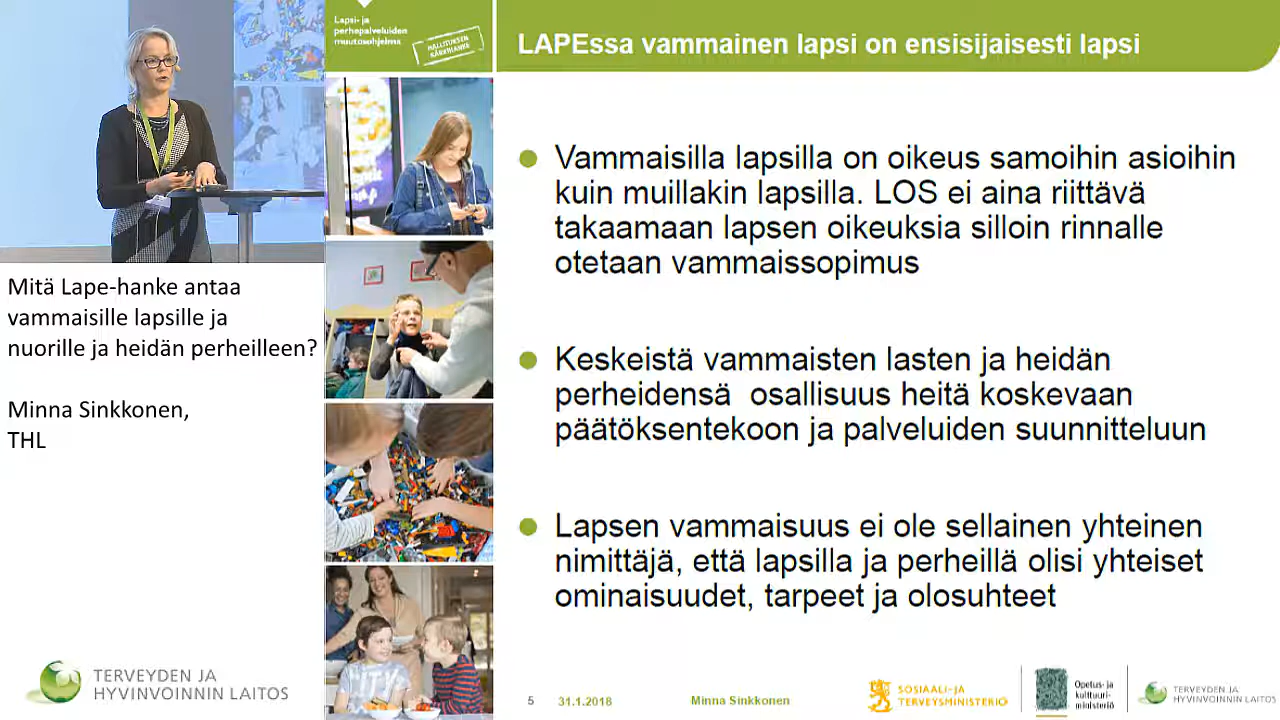 Lapsi- ja
perhepalveluiden
muutosohjelma
HALLITUKSEN
KÄRKIHANKE
LAPEssa vammainen lapsi on ensisijaisesti lapsi
Vammaisilla lapsilla on oikeus samoihin asioihin
kuin muillakin lapsilla. LOS ei aina riittävä
takaamaan lapsen oikeuksia silloin rinnalle
otetaan vammaissopimus
Keskeistä vammaisten lasten ja heidän
perheidensä  osallisuus heitä koskevaan
päätöksentekoon ja palveluiden suunnitteluun
Lapsen vammaisuus ei ole sellainen yhteinen
nimittäjä, että lapsilla ja perheillä olisi yhteiset
ominaisuudet, tarpeet ja olosuhteet
Mitä Lape-hanke antaa
vammaisille lapsille ja
nuorille ja heidän perheilleen?
Minna Sinkkonen,
THL
TERVEYDEN JA
HYVINVOINNIN LAITOS
5
31.1.2018
Minna Sinkkonen
SOSIAALI- JA
TERVEYSMINISTERIÖ
Opetus- ja
kulttuuri-
ministeriö
TERVEYDEN JA
HYVINVOINNIN LAITOS